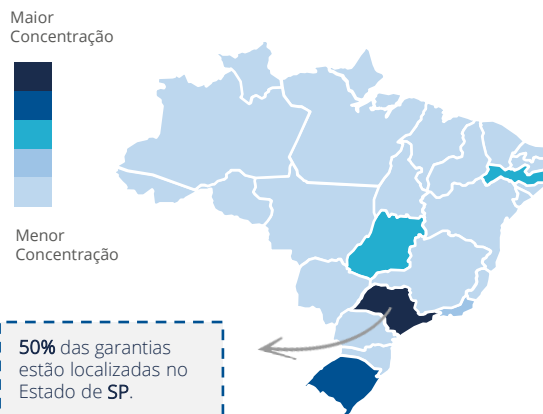 Maior
Concentração
Menor
Concentração
50% das garantias
estão localizadas no
Estado de SP.